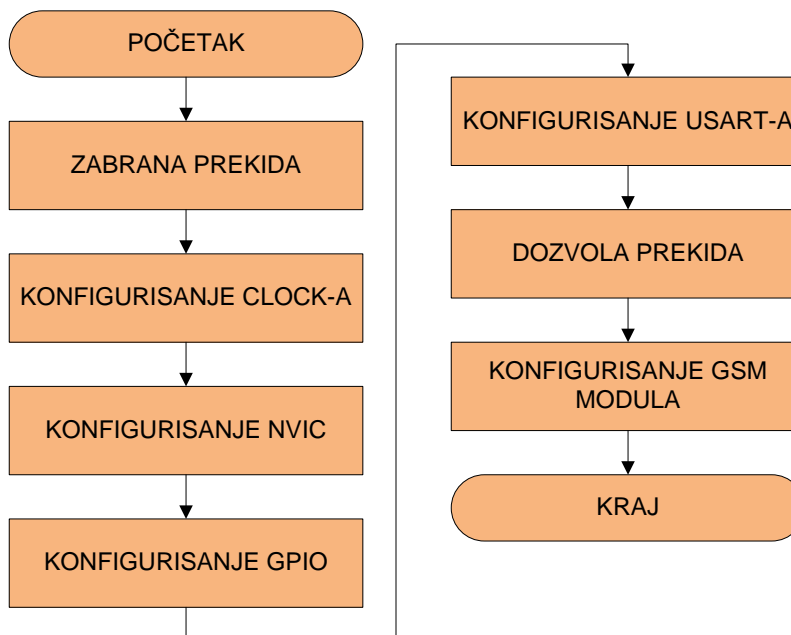 POČETAK
ZABRANA PREKIDA
KONFIGURISANJE CLOCK-A
KONFIGURISANJE NVIC
KONFIGURISANJE GPIO
KONFIGURISANJE USART-A
DOZVOLA PREKIDA
KONFIGURISANJE GSM
MODULA
KRAJ